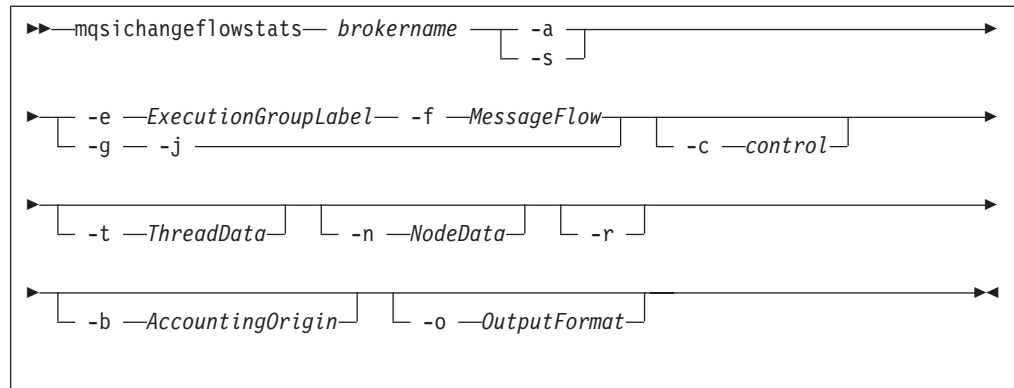 mqsichangeflowstats brokername -a
-s
-e ExecutionGroupLabel -f MessageFlow
-g -j
-c control
-t ThreadData
-n NodeData
-r
-b AccountingOrigin
-o OutputFormat